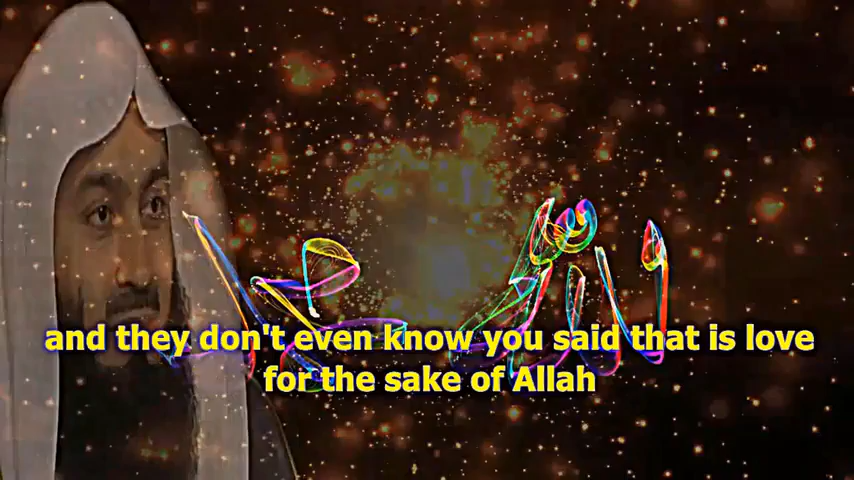 and they don't even know you said that is love
for the sake of Allah